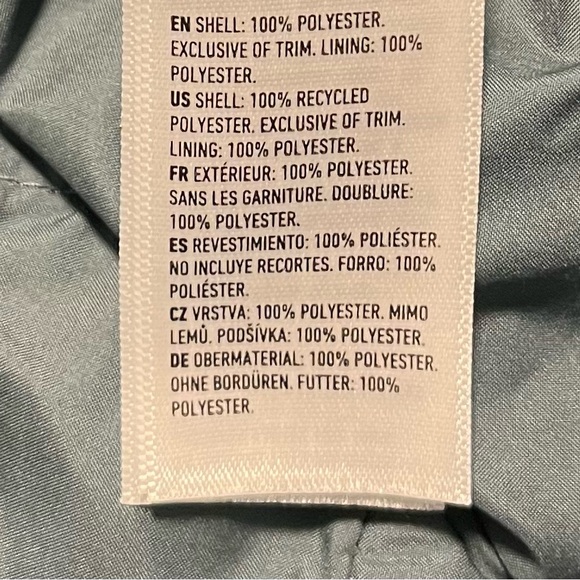 EN SHELL: 100% POLYESTER.
EXCLUSIVE OF TRIM. LINING: 100%
POLYESTER.
US SHELL: 100% RECYCLED
POLYESTER. EXCLUSIVE OF TRIM.
LINING: 100% POLYESTER.
FR EXTÉRIEUR: 100% POLYESTER.
SANS LES GARNITURE. DOUBLURE:
100% POLYESTER.
ES REVESTIMIENTO: 100% POLIÉSTER.
NO INCLUYE RECORTES. FORRO: 100%
POLIÉSTER.
CZ VRSTVA: 100% POLYESTER. MIMO
LEMŮ. PODŠÍVKA: 100% POLYESTER.
DE OBERMATERIAL: 100% POLYESTER.
OHNE BORDÜREN. FUTTER: 100%
POLYESTER.